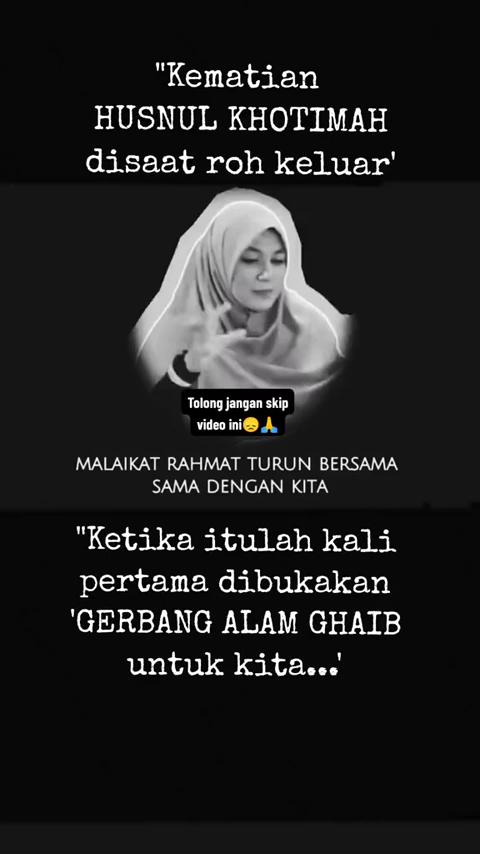 "Kematian
HUSNUL KHOTIMAH
disaat roh keluar'
Tolong jangan skip
video ini😞🙏
MALAIKAT RAHMAT TURUN BERSAMA
SAMA DENGAN KITA
"Ketika itulah kali
pertama dibukakan
'GERBANG ALAM GHAIB
untuk kita...'